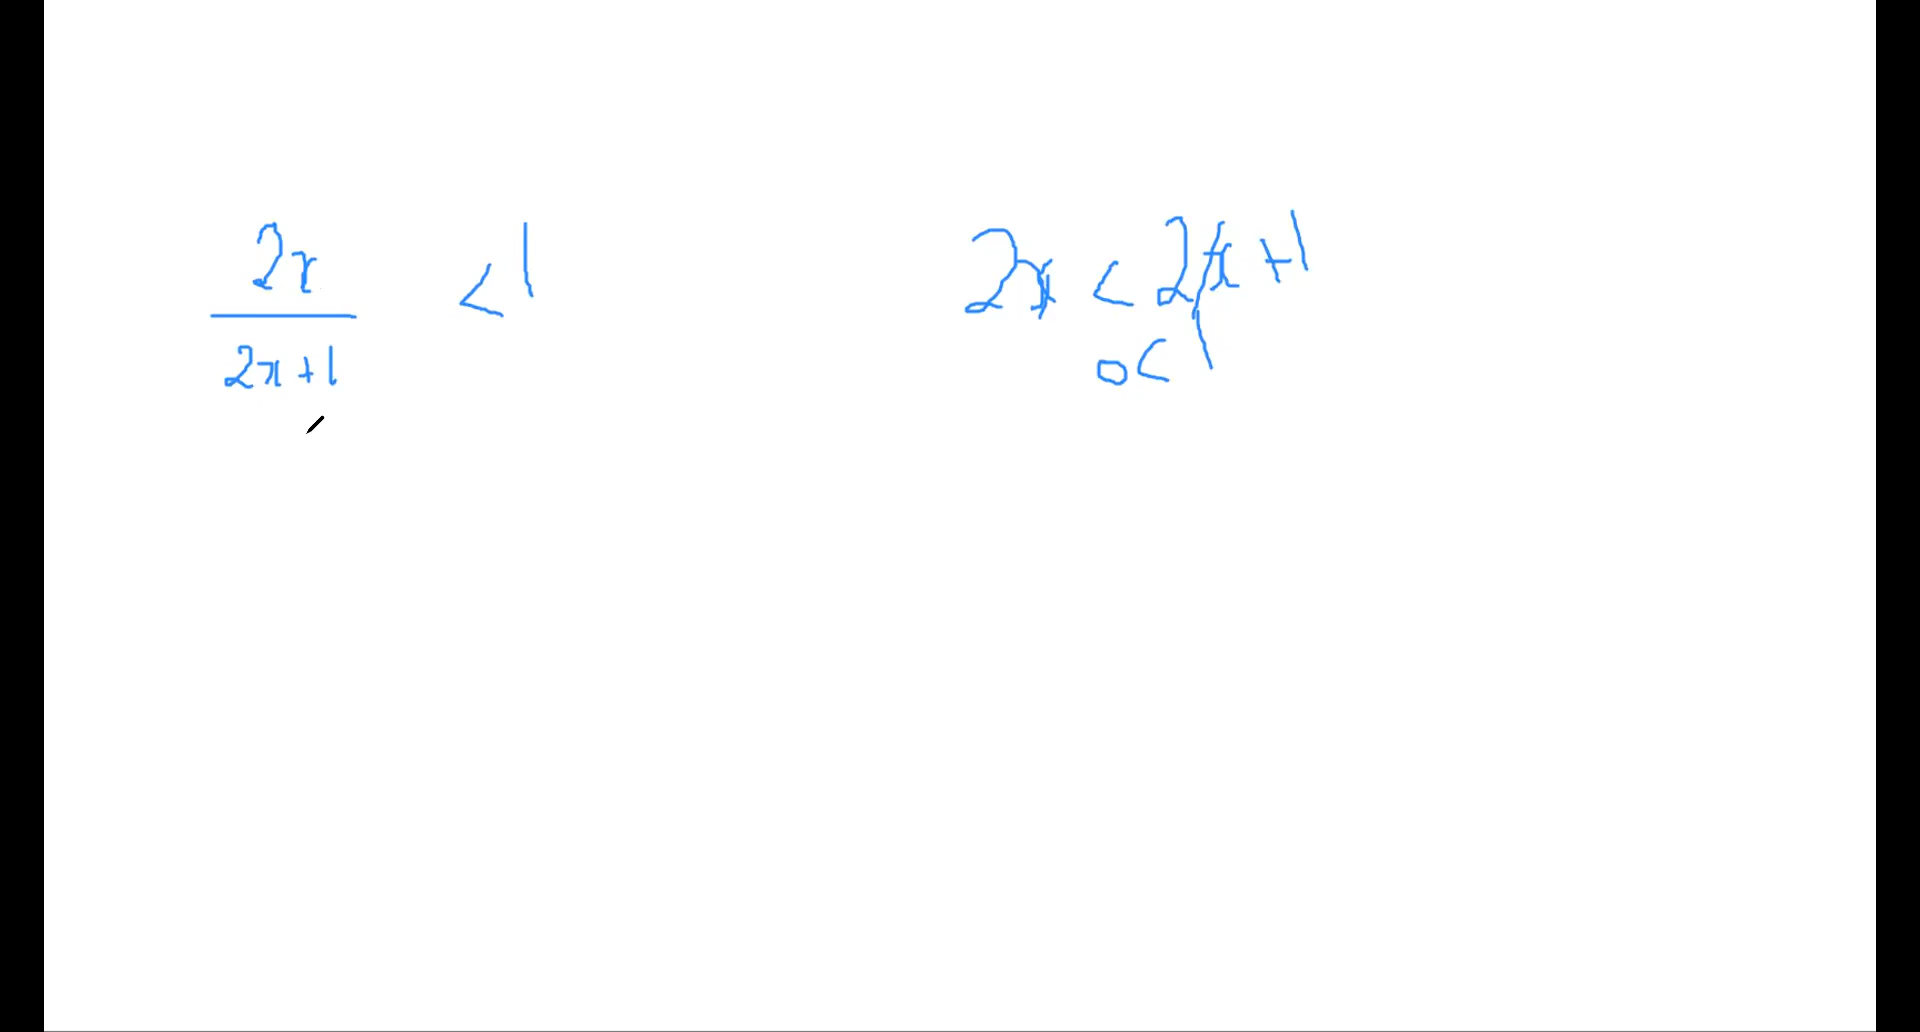 2x
< 1
2x+1
2x < 2x+1
0 < 1